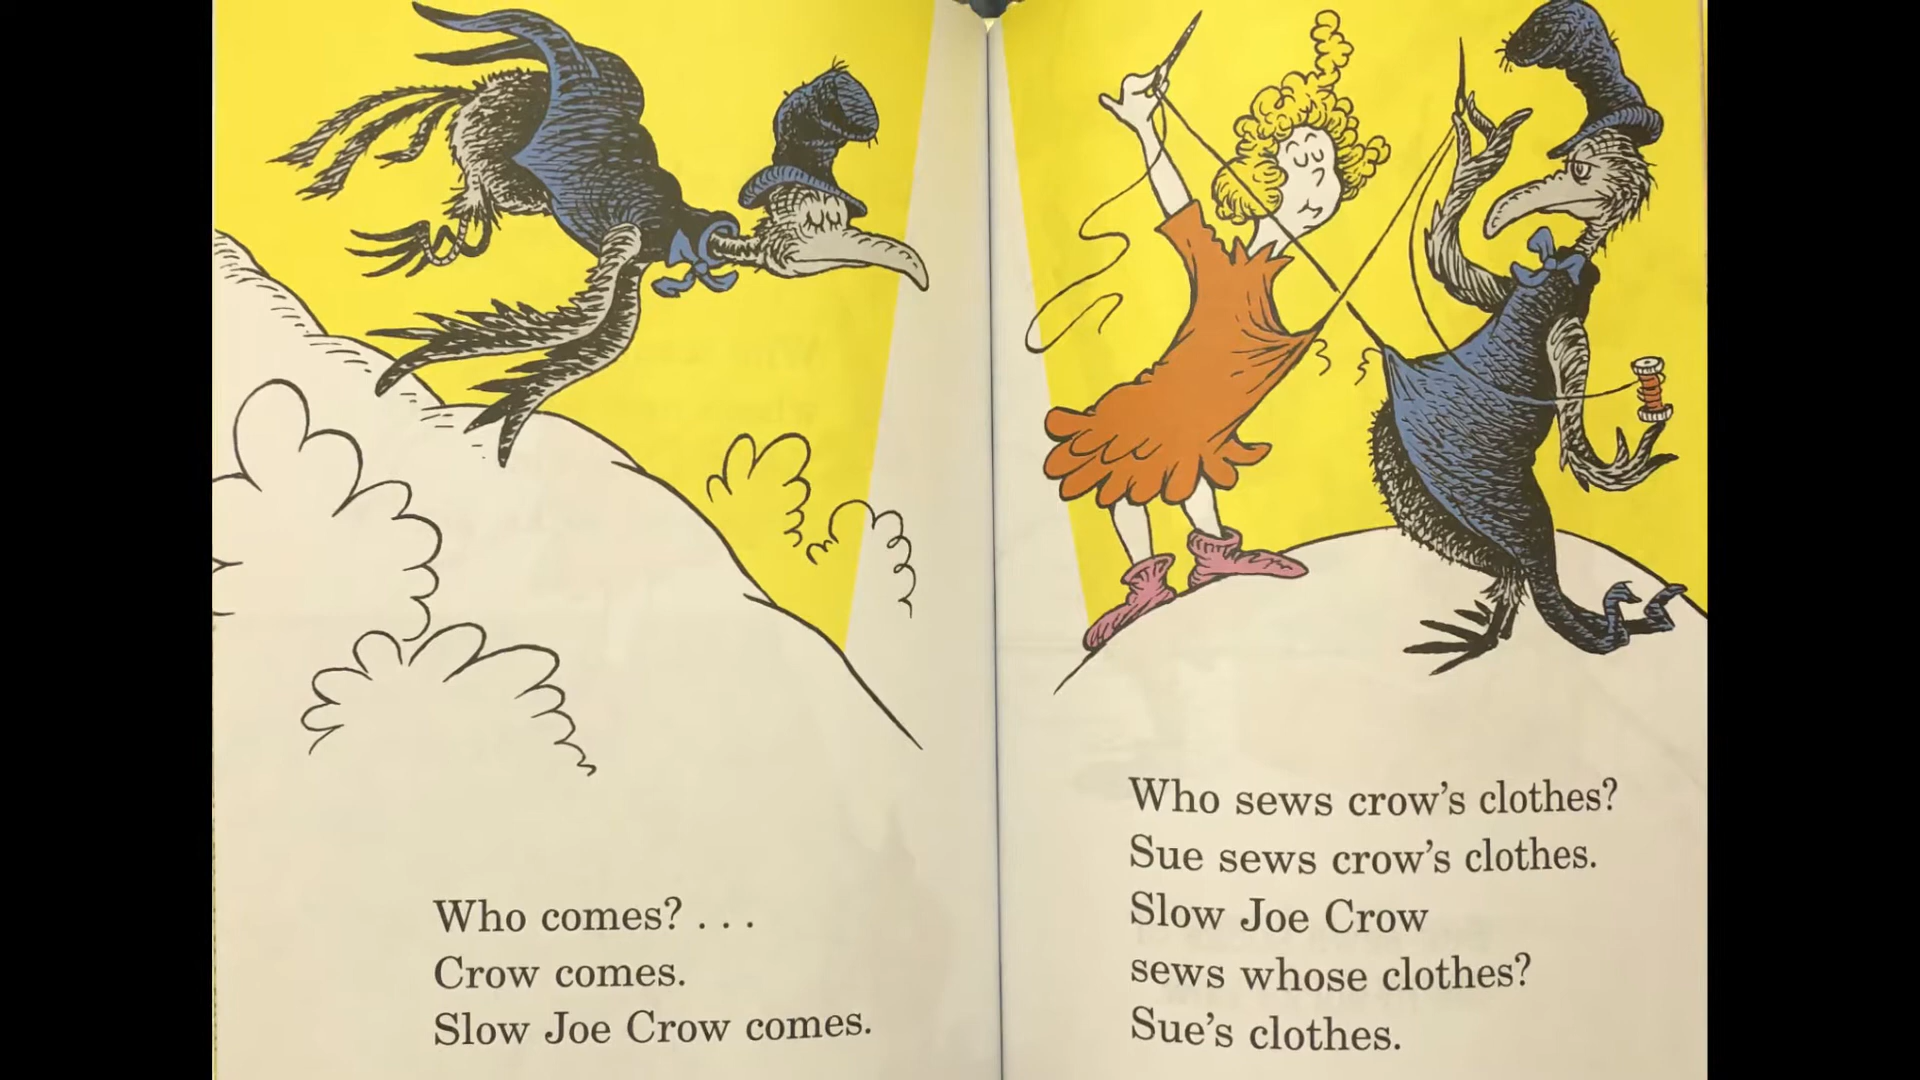 Who comes? . . .
Crow comes.
Slow Joe Crow comes.
Who sews crow's clothes?
Sue sews crow's clothes.
Slow Joe Crow
sews whose clothes?
Sue's clothes.